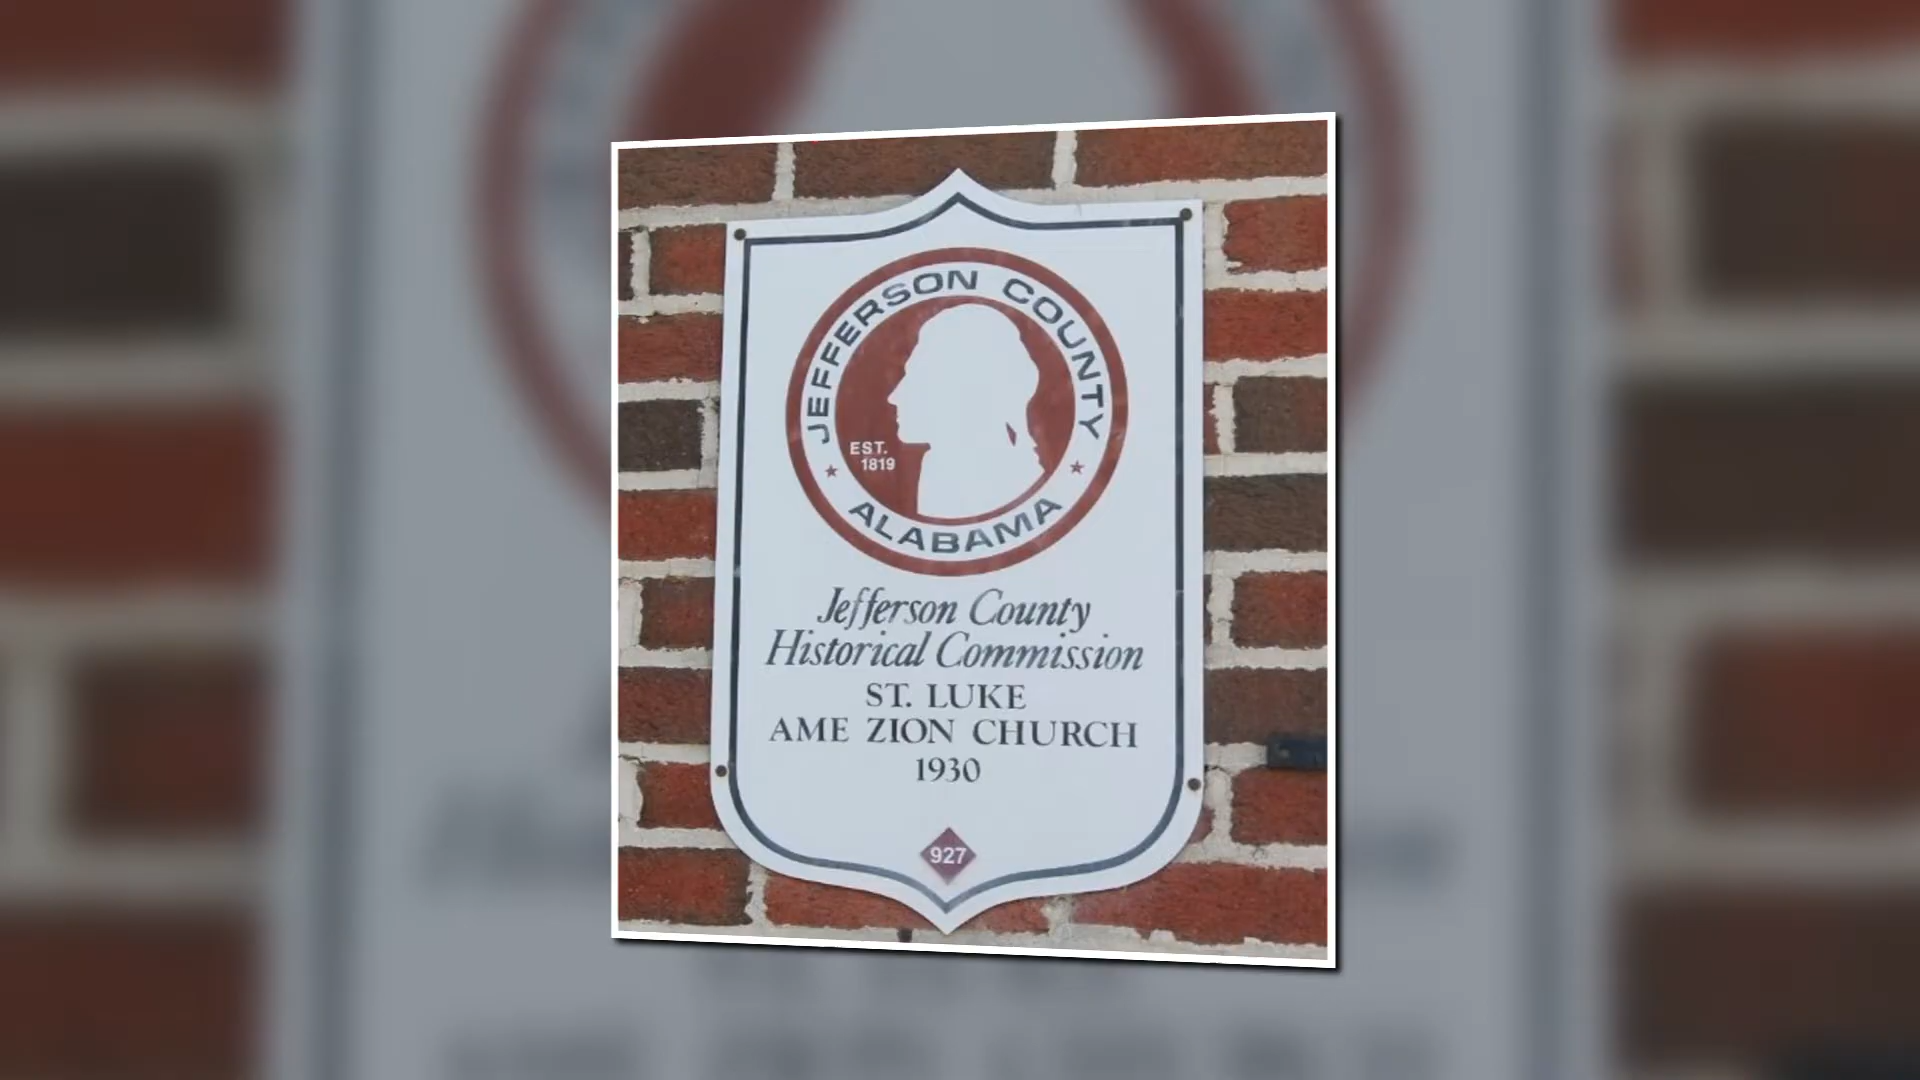 JEFFERSON COUNTY
EST.
1819
ALABAMA
Jefferson County
Historical Commission
ST. LUKE
AME ZION CHURCH
1930
927